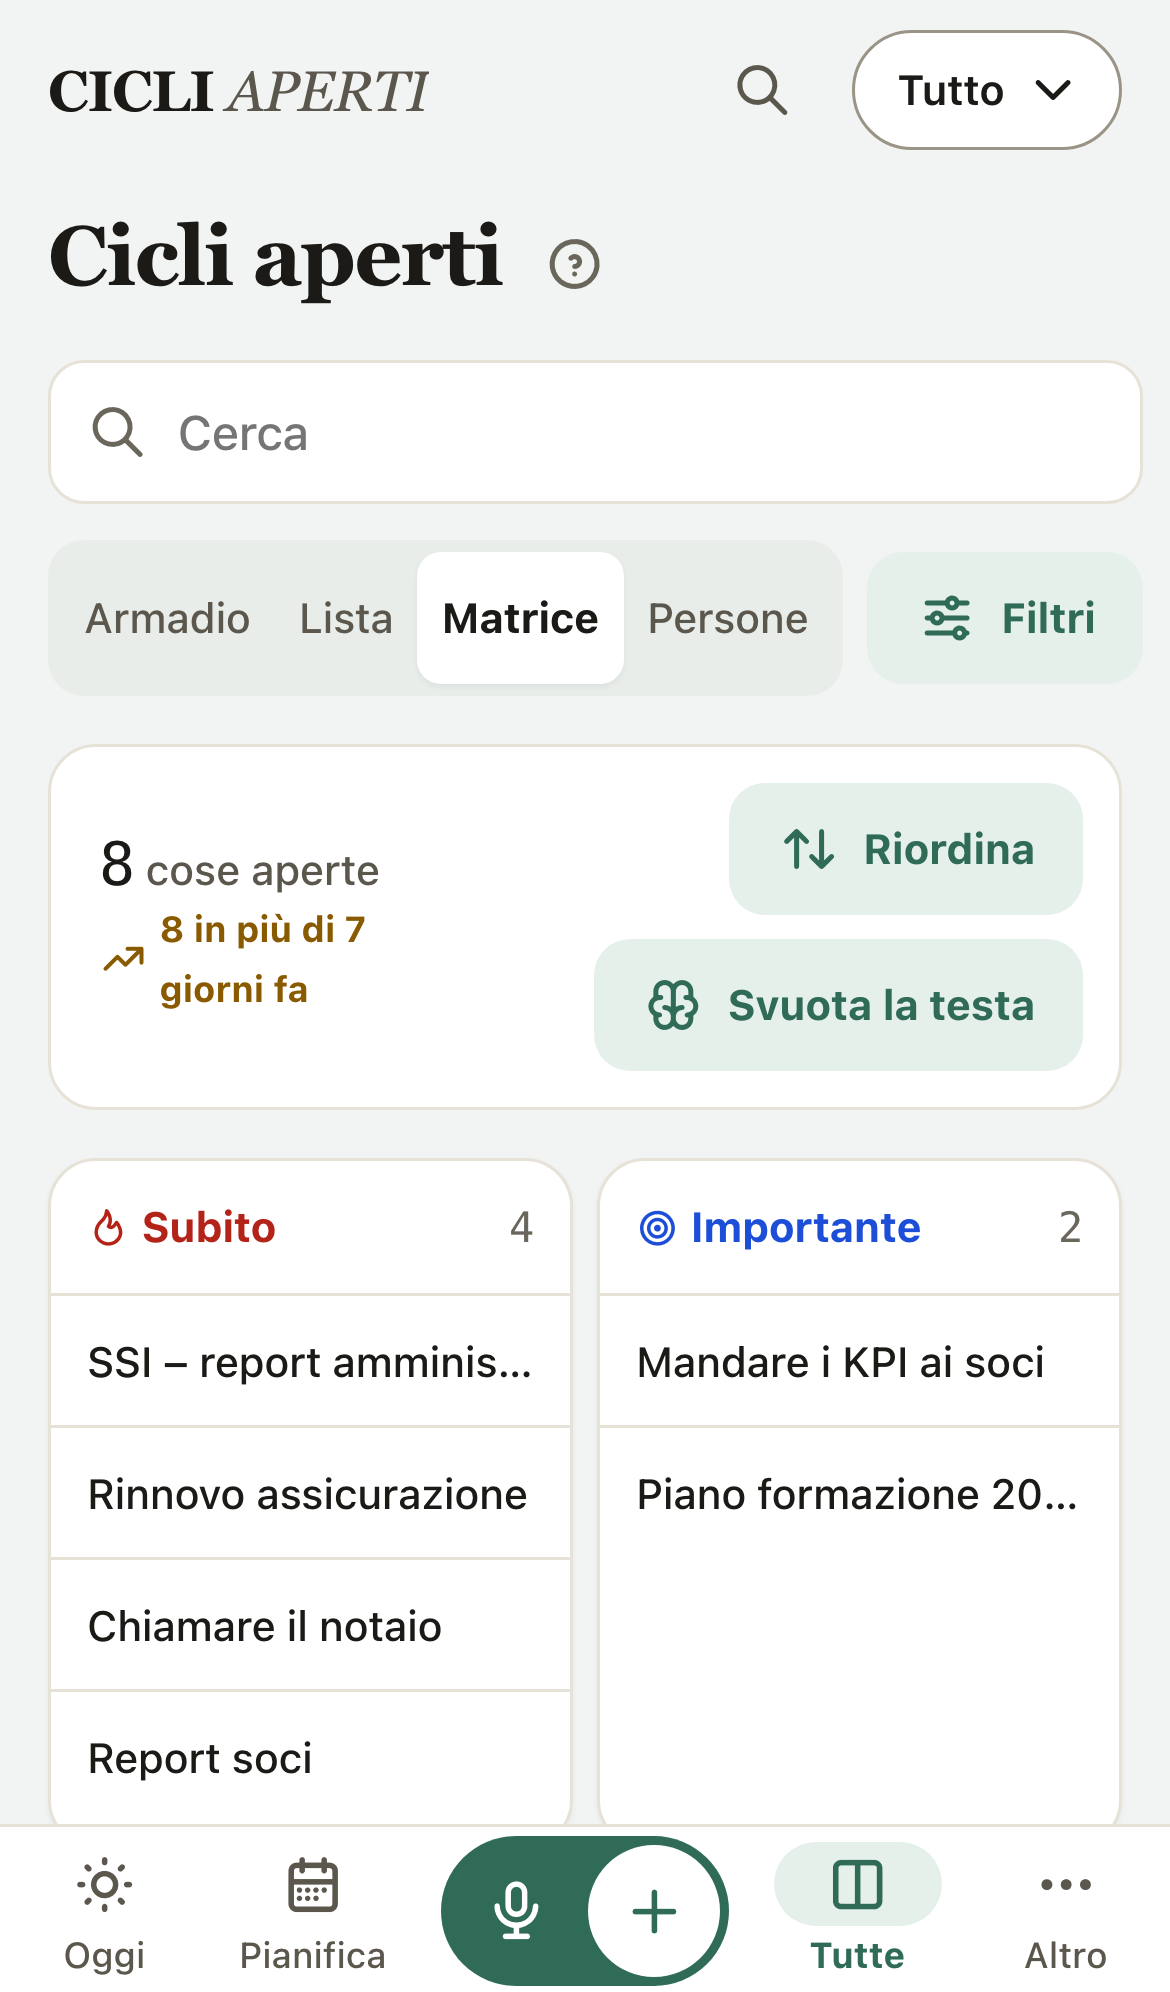 CICLI APERTI
Tutto
Cicli aperti
Cerca
Armadio Lista Matrice Persone Filtri
8 cose aperte
8 in più di 7
giorni fa
Riordina
Svuota la testa
Subito 4
SSI – report amminis...
Rinnovo assicurazione
Chiamare il notaio
Report soci
Importante 2
Mandare i KPI ai soci
Piano formazione 20...
Oggi Pianifica Tutte Altro